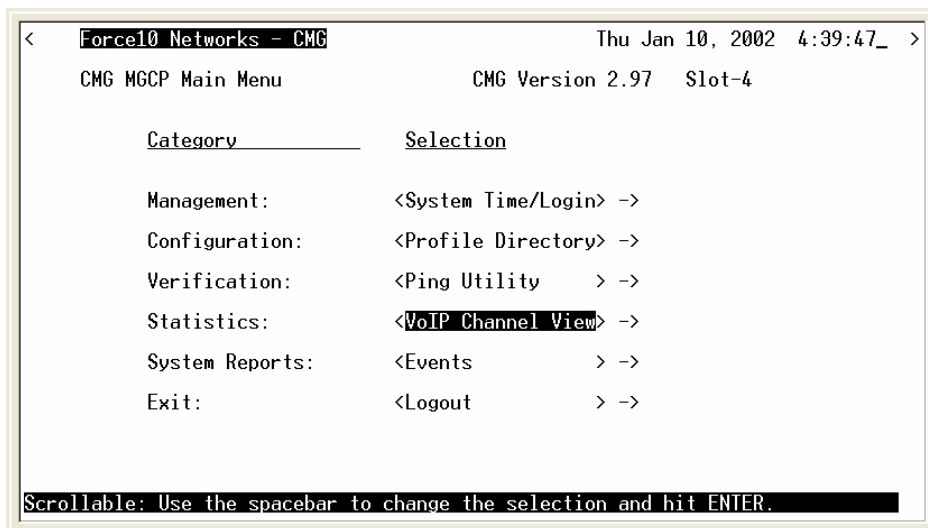 < Force10 Networks - CMG Thu Jan 10, 2002 4:39:47_ >
CMG MGCP Main Menu CMG Version 2.97 Slot-4
Category Selection
Management: <System Time/Login> ->
Configuration: <Profile Directory> ->
Verification: <Ping Utility > ->
Statistics: <VoIP Channel View> ->
System Reports: <Events > ->
Exit: <Logout > ->
Scrollable: Use the spacebar to change the selection and hit ENTER.